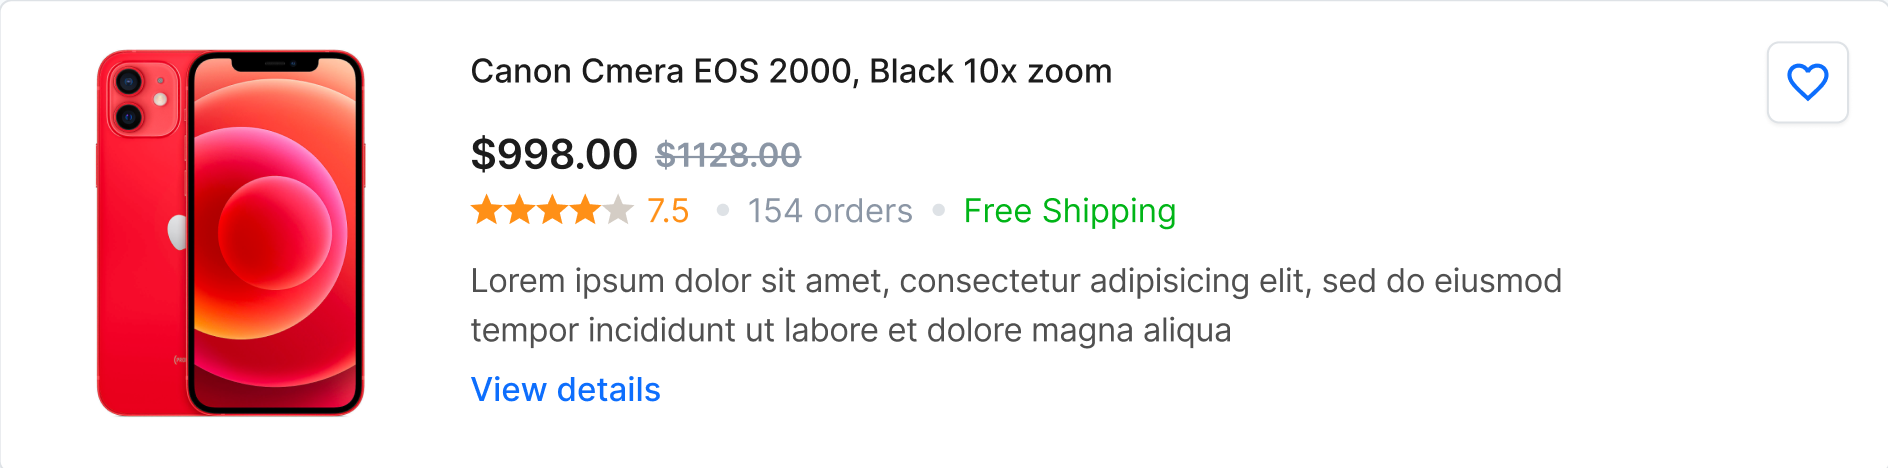 Canon Cmera EOS 2000, Black 10x zoom
$998.00 $1128.00
7.5 • 154 orders • Free Shipping
Lorem ipsum dolor sit amet, consectetur adipisicing elit, sed do eiusmod
tempor incididunt ut labore et dolore magna aliqua
View details